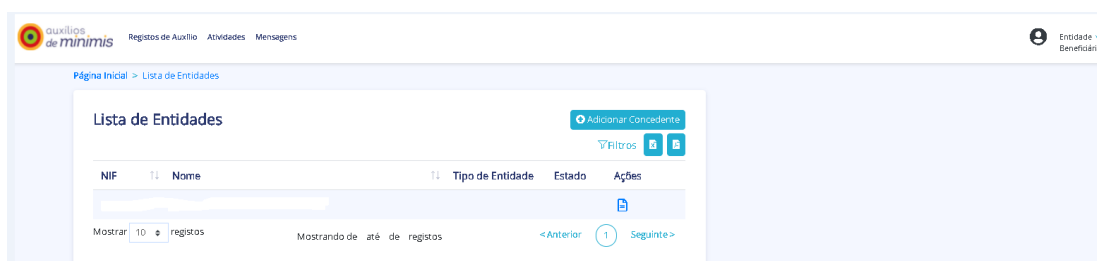 auxílios
de minimis
Registos de Auxílio Atividades Mensagens
Entidade
Beneficiári
Página Inicial > Lista de Entidades
Lista de Entidades
Adicionar Concedente
Filtros
NIF Nome Tipo de Entidade Estado Ações
Mostrar 10 registos
Mostrando de até de registos
<Anterior 1 Seguinte>